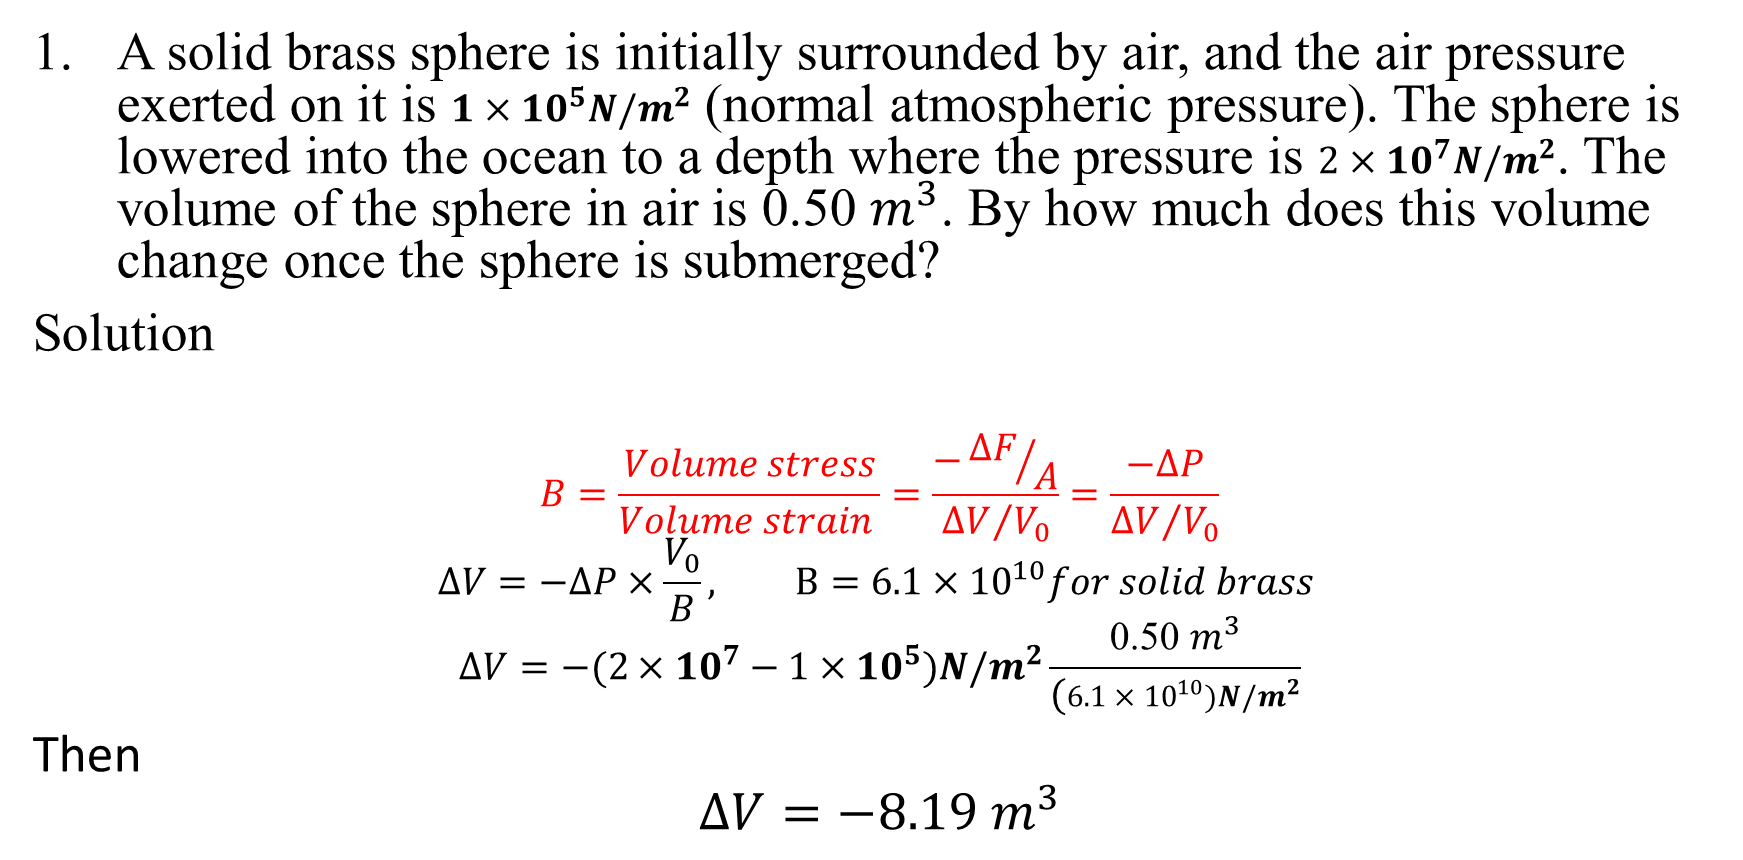 1. A solid brass sphere is initially surrounded by air, and the air pressure
exerted on it is 1 × 10⁵N/m² (normal atmospheric pressure). The sphere is
lowered into the ocean to a depth where the pressure is 2 × 10⁷N/m². The
volume of the sphere in air is 0.50 m³. By how much does this volume
change once the sphere is submerged?
Solution
B = Volume stress / Volume strain = −ΔF/A / ΔV/V₀ = −ΔP / ΔV/V₀
ΔV = −ΔP × V₀/B, B = 6.1 × 10¹⁰ for solid brass
ΔV = −(2 × 10⁷ − 1 × 10⁵)N/m² 0.50 m³ / (6.1 × 10¹⁰)N/m²
Then
ΔV = −8.19 m³